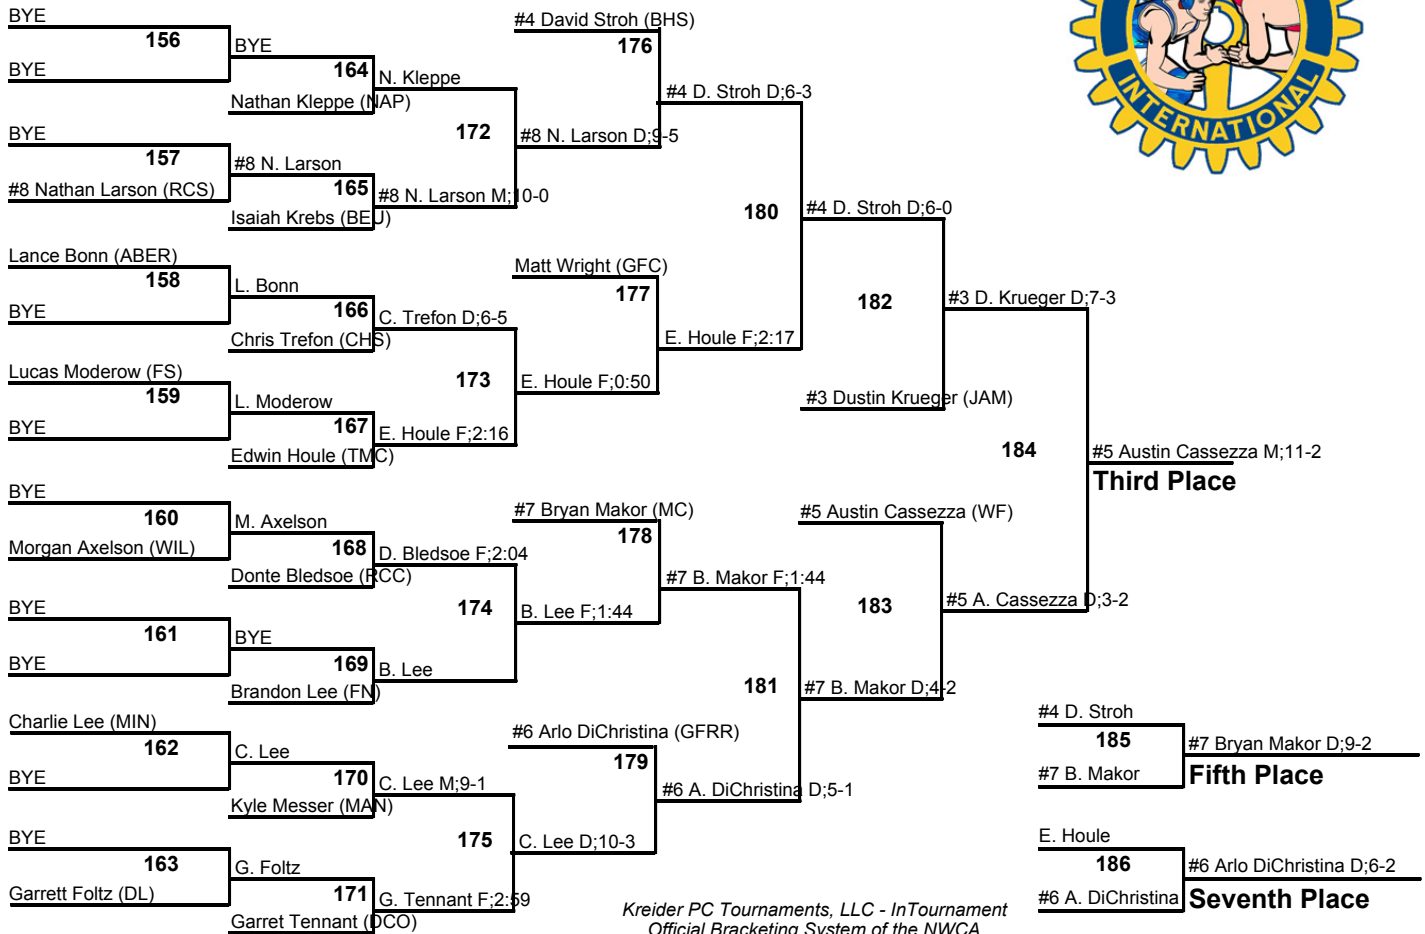 BYE
156
BYE
BYE
164
Nathan Kleppe (NAP)
N. Kleppe
BYE
157
#8 Nathan Larson (RCS)
#8 N. Larson
165
Isaiah Krebs (BEU)
#8 N. Larson M;10-0
172
#8 N. Larson D;9-5
#4 David Stroh (BHS)
176
#4 D. Stroh D;6-3
Lance Bonn (ABER)
158
BYE
L. Bonn
166
Chris Trefon (CHS)
C. Trefon D;6-5
Lucas Moderow (FS)
159
BYE
L. Moderow
167
Edwin Houle (TMC)
E. Houle F;2:16
173
E. Houle F;0:50
Matt Wright (GFC)
177
E. Houle F;2:17
180
#4 D. Stroh D;6-0
182
#3 Dustin Krueger (JAM)
#3 D. Krueger D;7-3
BYE
160
Morgan Axelson (WIL)
M. Axelson
168
Donte Bledsoe (RCC)
D. Bledsoe F;2:04
BYE
161
BYE
BYE
169
Brandon Lee (FN)
B. Lee
174
B. Lee F;1:44
#7 Bryan Makor (MC)
178
#7 B. Makor F;1:44
Charlie Lee (MIN)
162
BYE
C. Lee
170
Kyle Messer (MAN)
C. Lee M;9-1
BYE
163
Garrett Foltz (DL)
G. Foltz
171
Garret Tennant (DCO)
G. Tennant F;2:59
175
C. Lee D;10-3
#6 Arlo DiChristina (GFRR)
179
#6 A. DiChristina D;5-1
181
#7 B. Makor D;4-2
#5 Austin Cassezza (WF)
183
#5 A. Cassezza D;3-2
184
#5 Austin Cassezza M;11-2
Third Place
#4 D. Stroh
185
#7 B. Makor
#7 Bryan Makor D;9-2
Fifth Place
E. Houle
186
#6 A. DiChristina
#6 Arlo DiChristina D;6-2
Seventh Place
INTERNATIONAL
Kreider PC Tournaments, LLC - InTournament
Official Bracketing System of the NWCA